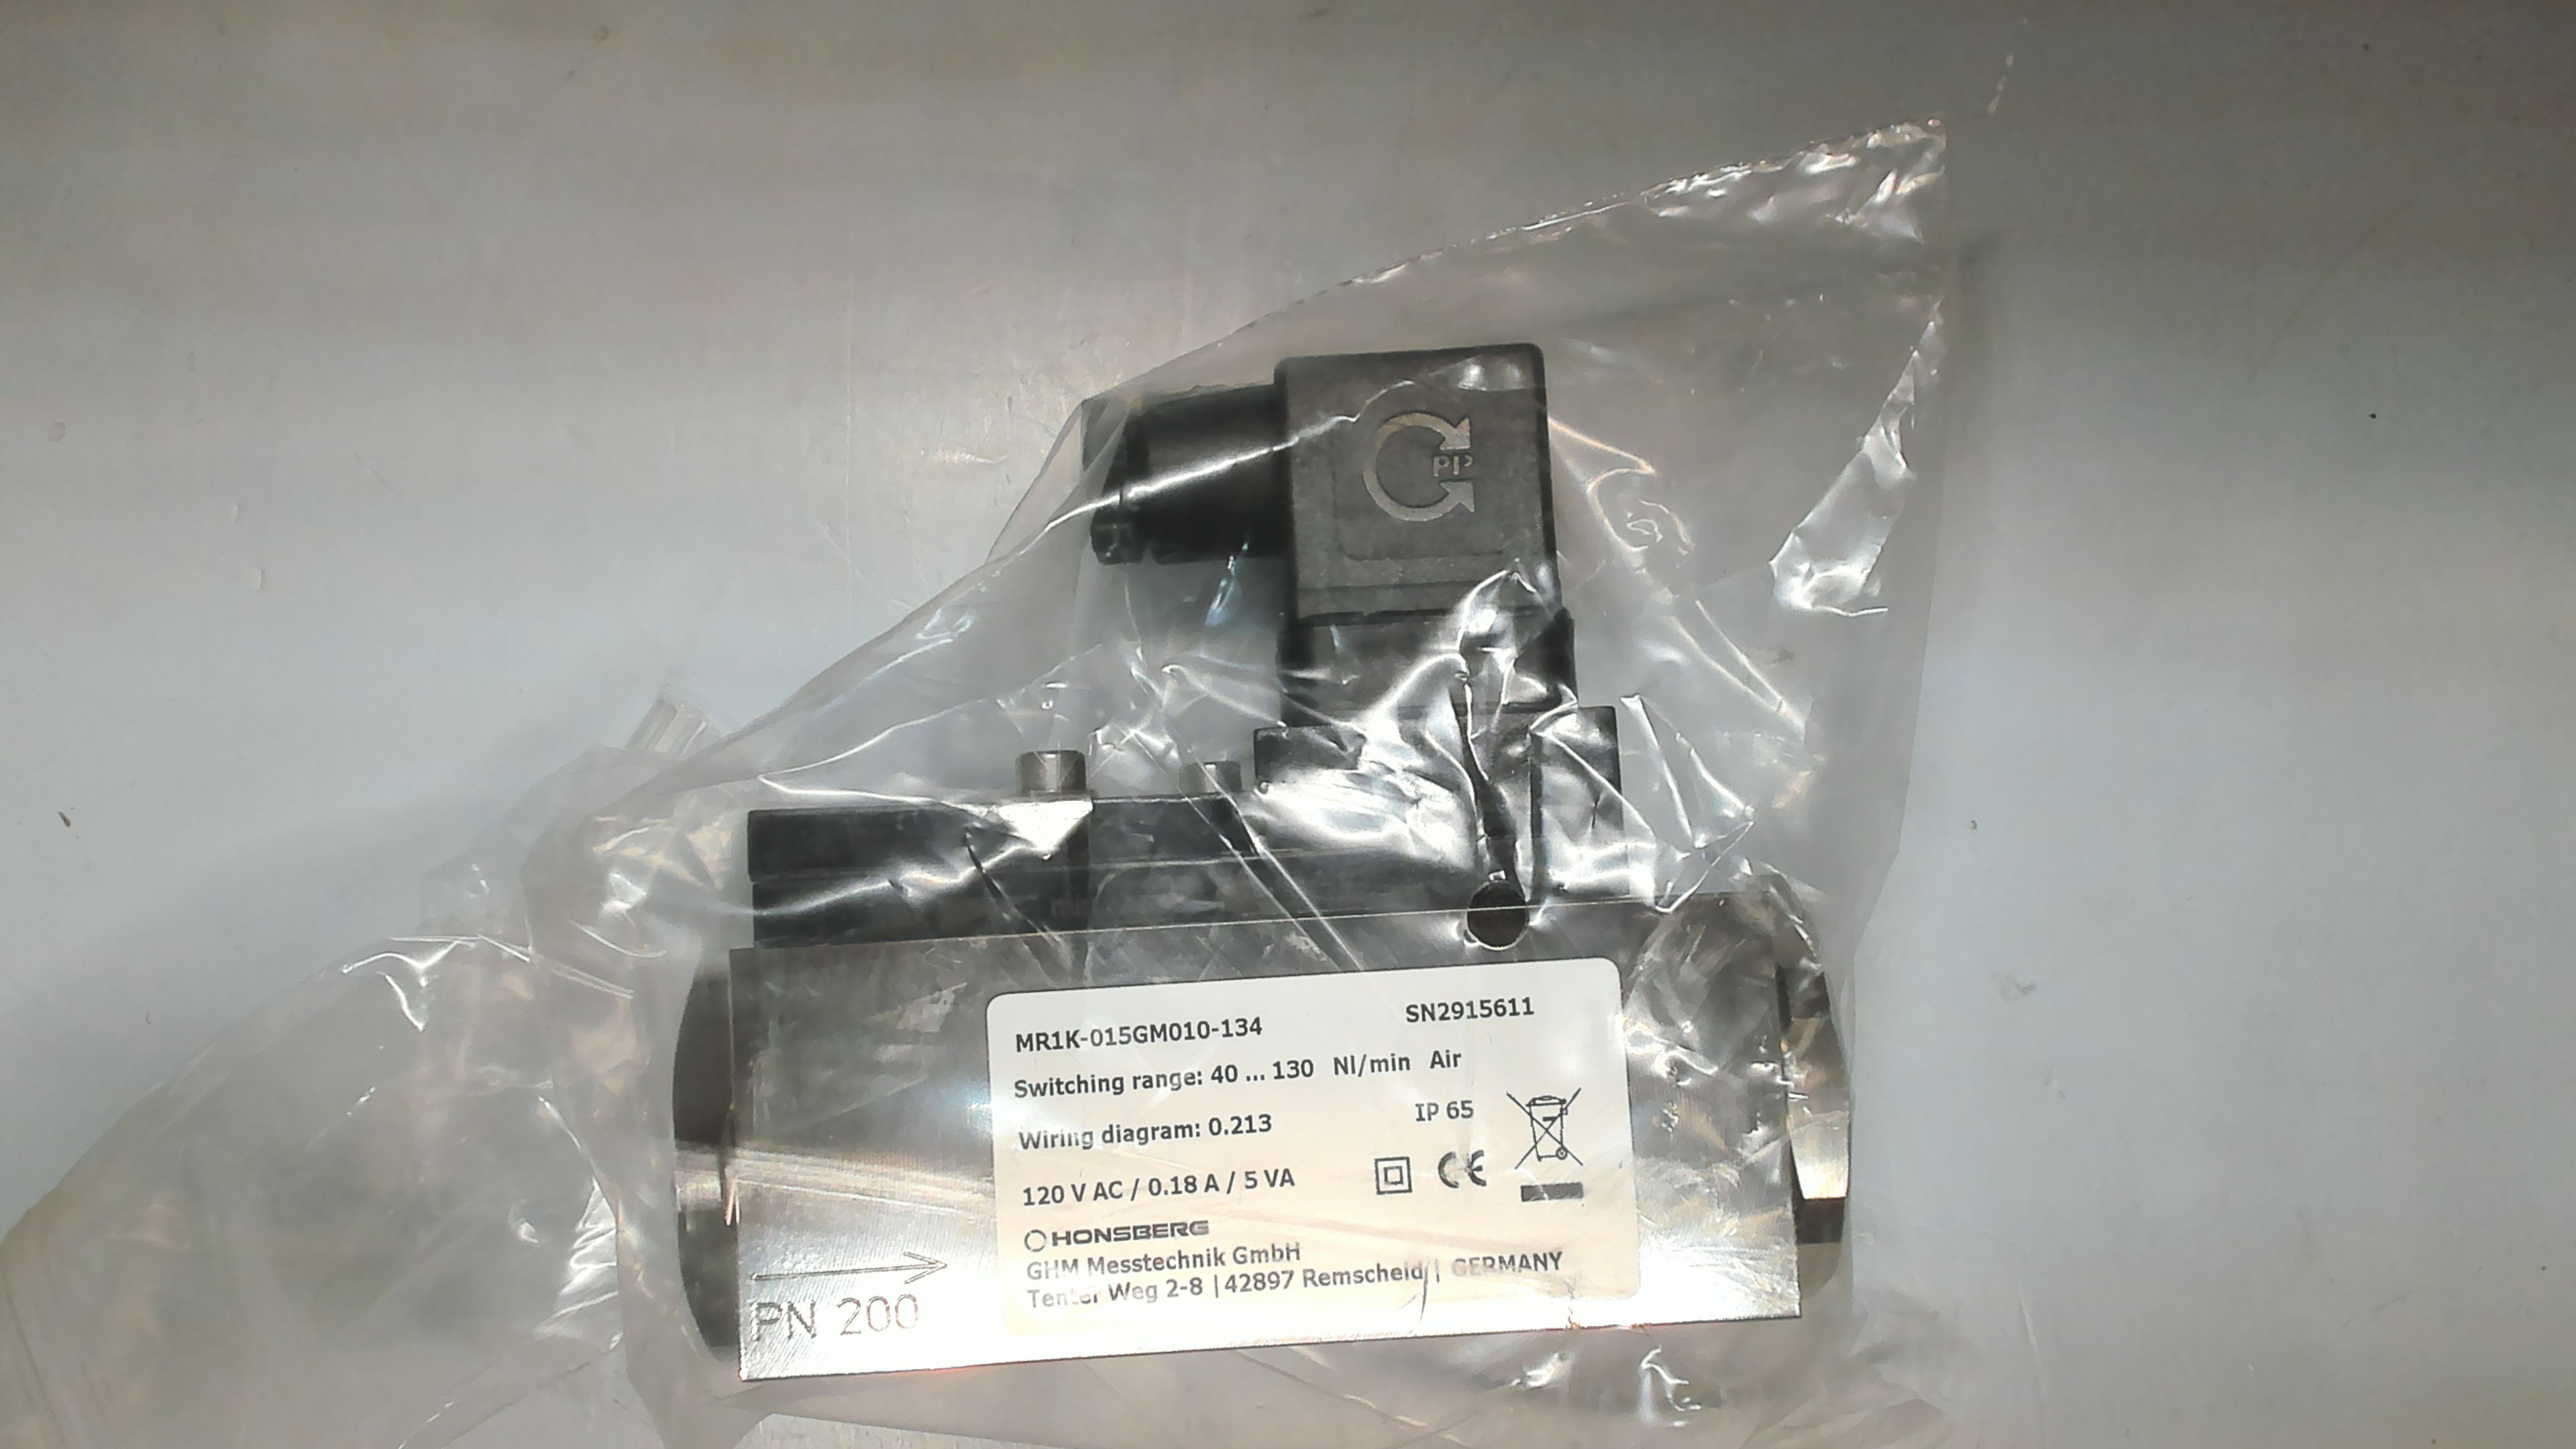 PP
MR1K-015GM010-134 SN2915611
Switching range: 40 ... 130 Nl/min Air
Wiring diagram: 0.213 IP 65
120 V AC / 0.18 A / 5 VA CE
HONSBERG
GHM Messtechnik GmbH
Tenter Weg 2-8 | 42897 Remscheid | GERMANY
PN 200